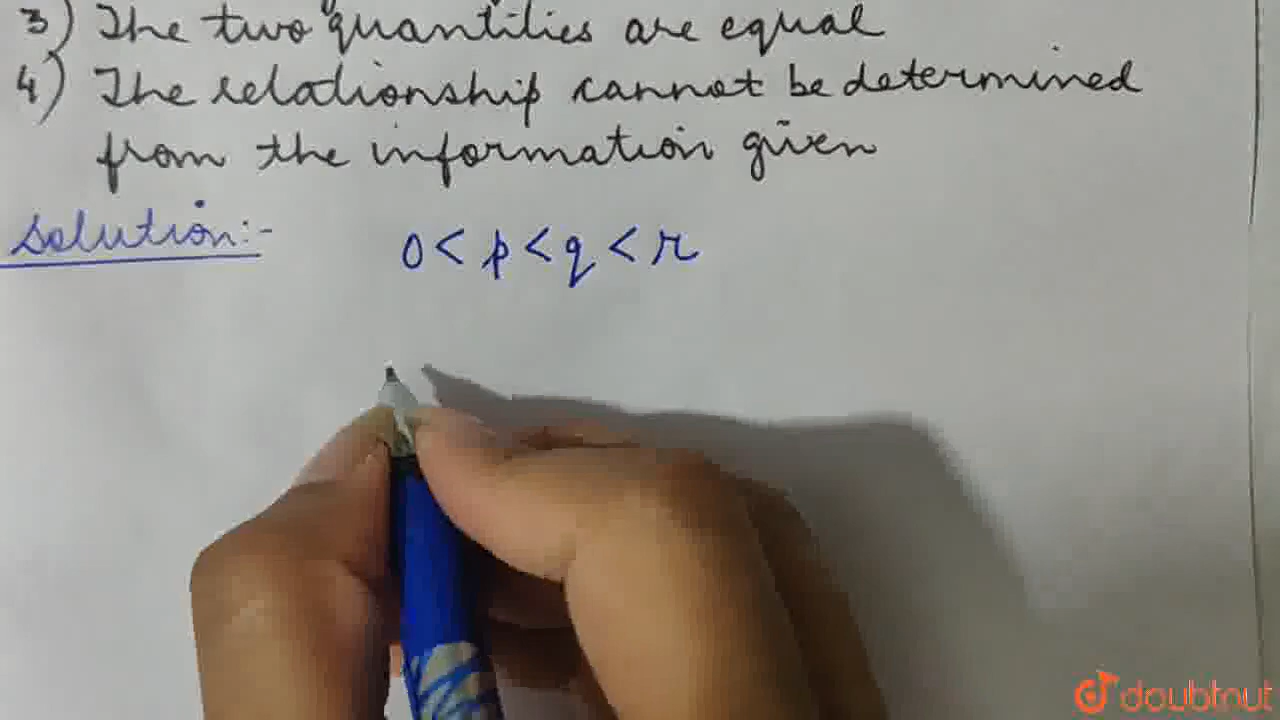 3) The two quantities are equal
4) The relationship cannot be determined
from the information given
Solution:-
0 < p < q < r
doubtnut